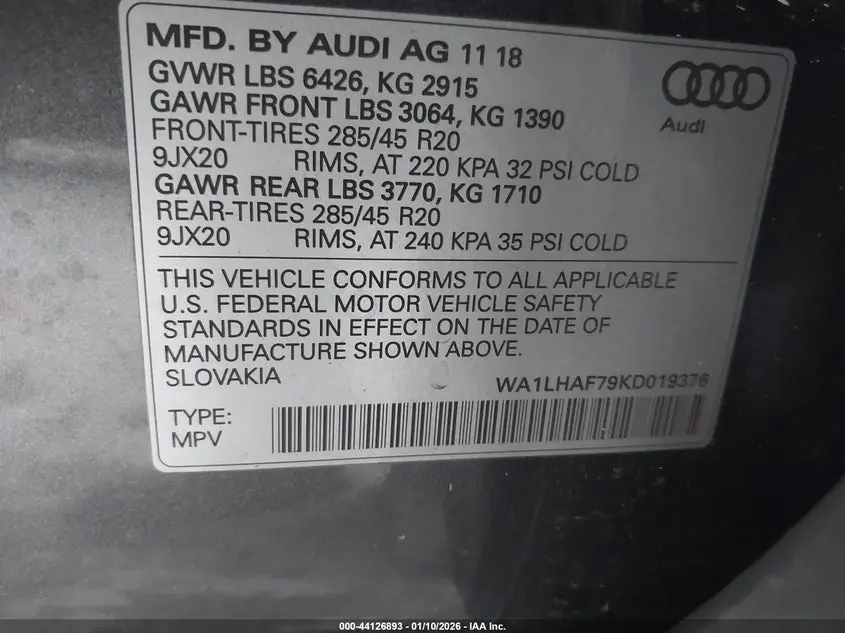 MFD. BY AUDI AG 11 18
GVWR LBS 6426, KG 2915
GAWR FRONT LBS 3064, KG 1390
FRONT-TIRES 285/45 R20
9JX20 RIMS, AT 220 KPA 32 PSI COLD
GAWR REAR LBS 3770, KG 1710
REAR-TIRES 285/45 R20
9JX20 RIMS, AT 240 KPA 35 PSI COLD
Audi
THIS VEHICLE CONFORMS TO ALL APPLICABLE
U.S. FEDERAL MOTOR VEHICLE SAFETY
STANDARDS IN EFFECT ON THE DATE OF
MANUFACTURE SHOWN ABOVE.
SLOVAKIA
WA1LHAF79KD019376
TYPE:
MPV
000-44126893 - 01/10/2026 - IAA Inc.